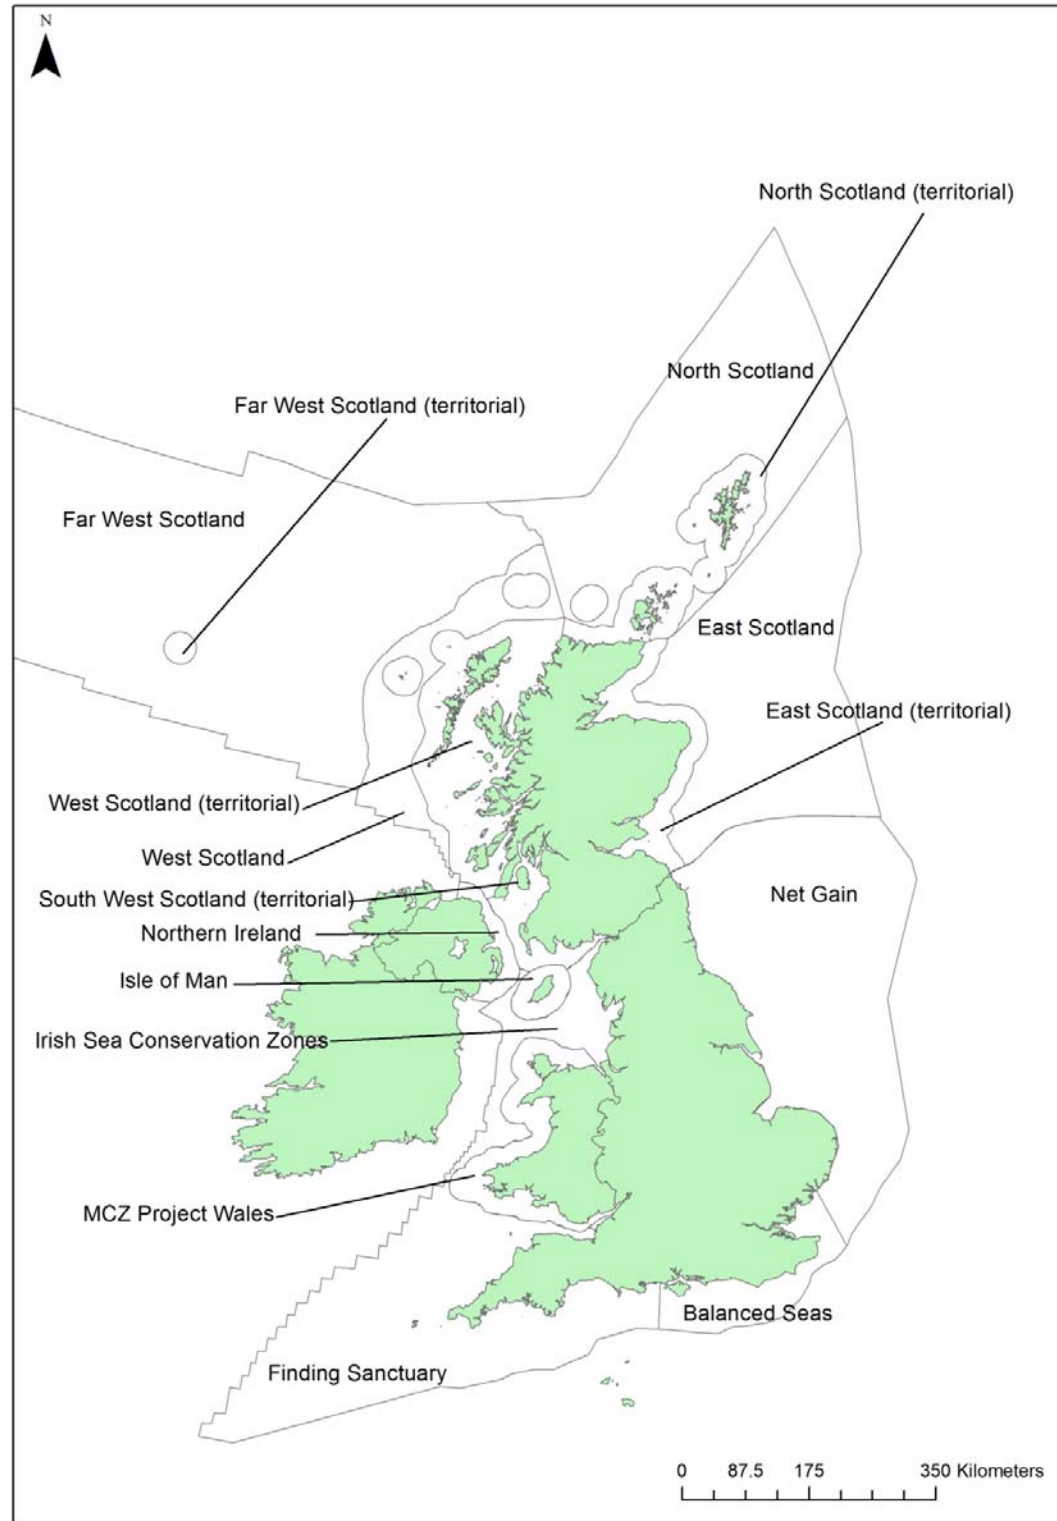 N
North Scotland (territorial)
North Scotland
Far West Scotland (territorial)
Far West Scotland
East Scotland
East Scotland (territorial)
West Scotland (territorial)
West Scotland
South West Scotland (territorial)
Net Gain
Northern Ireland
Isle of Man
Irish Sea Conservation Zones
MCZ Project Wales
Balanced Seas
Finding Sanctuary
0 87.5 175 350 Kilometers